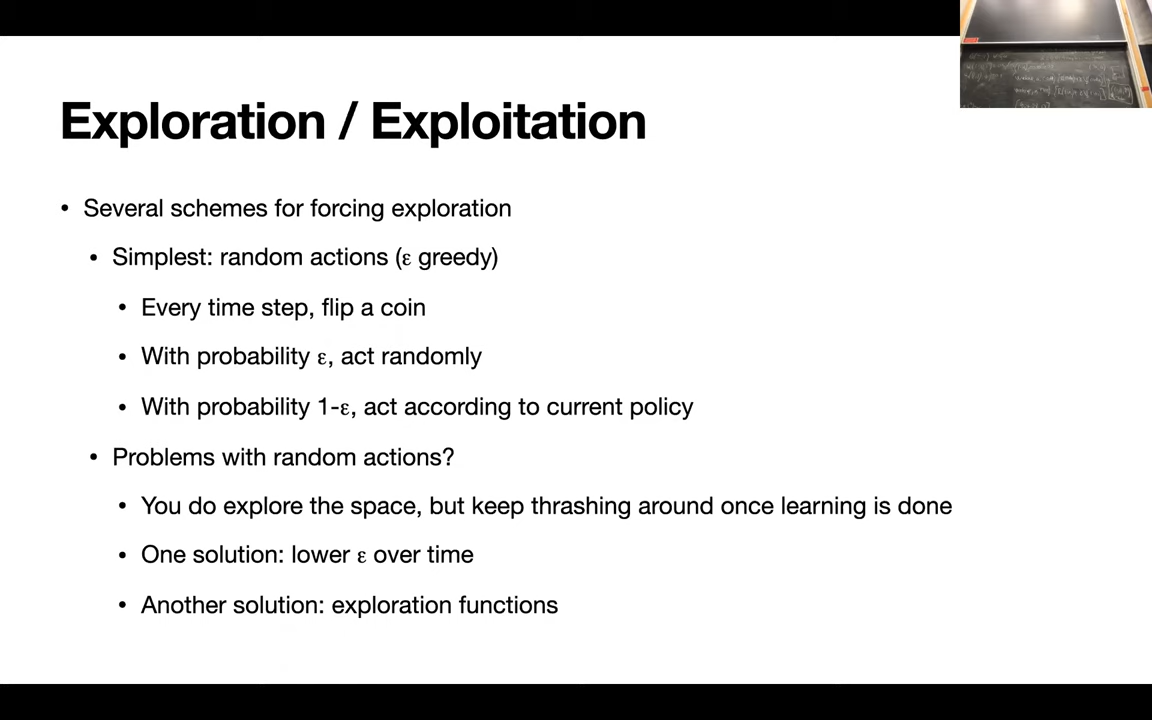 Exploration / Exploitation
• Several schemes for forcing exploration
• Simplest: random actions (ε greedy)
• Every time step, flip a coin
• With probability ε, act randomly
• With probability 1-ε, act according to current policy
• Problems with random actions?
• You do explore the space, but keep thrashing around once learning is done
• One solution: lower ε over time
• Another solution: exploration functions